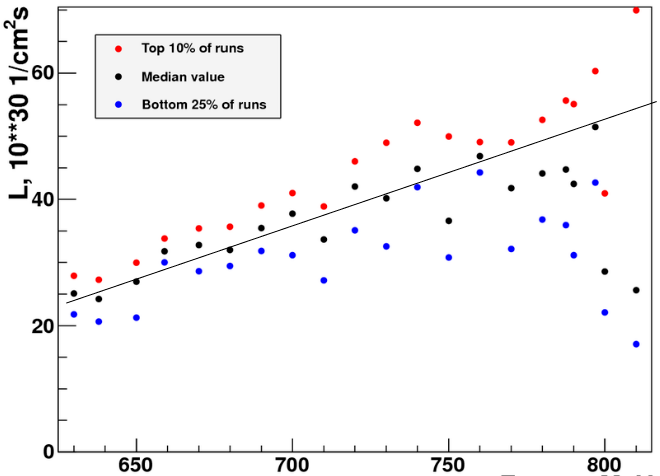 L, 10**30 1/cm²s
Top 10% of runs
Median value
Bottom 25% of runs
60
40
20
0
650
700
750
800